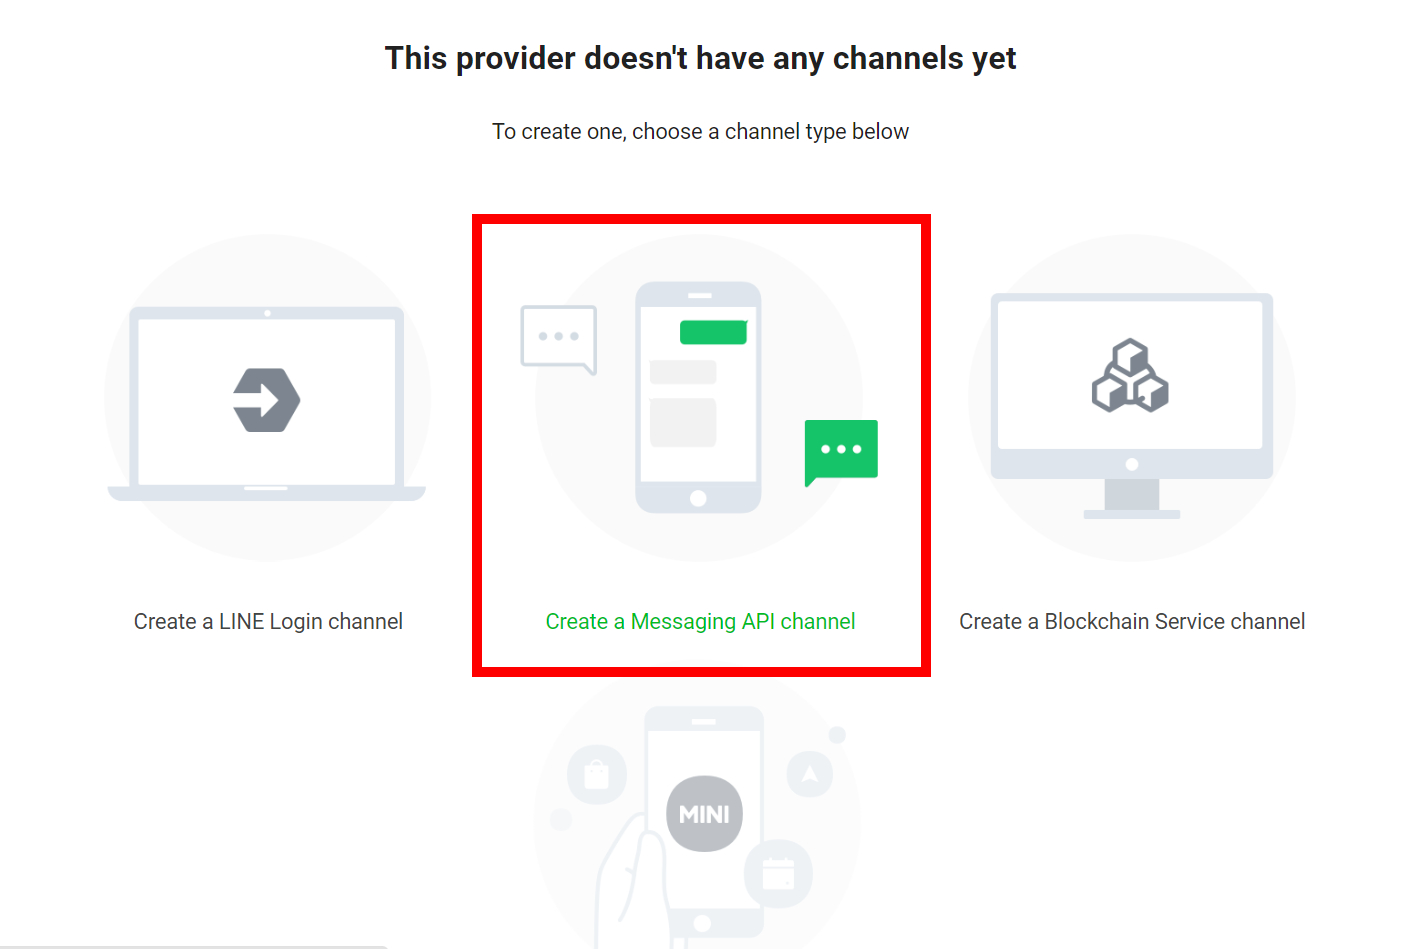 This provider doesn't have any channels yet
To create one, choose a channel type below
Create a LINE Login channel
Create a Messaging API channel
Create a Blockchain Service channel
MINI